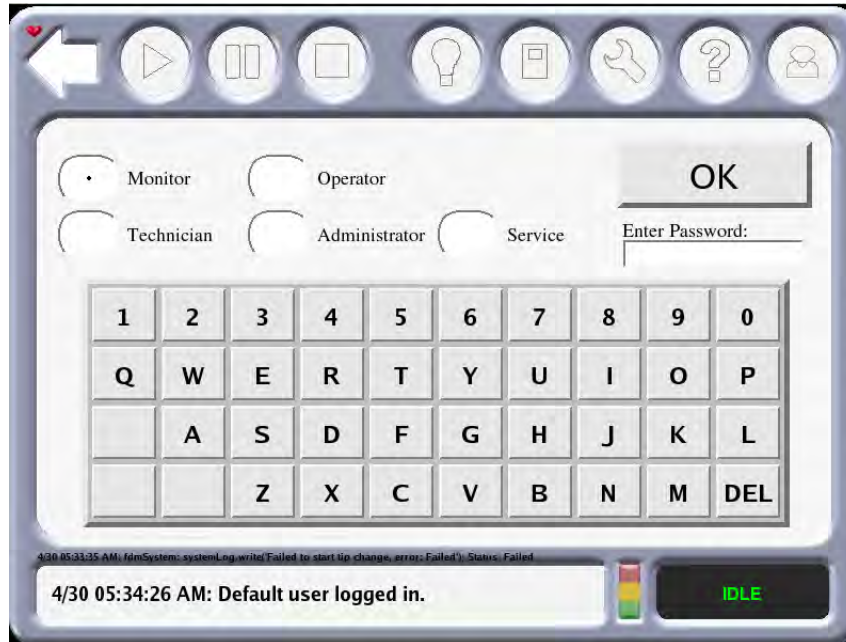 Monitor Operator OK
Technician Administrator Service Enter Password:
1 2 3 4 5 6 7 8 9 0
Q W E R T Y U I O P
A S D F G H J K L
Z X C V B N M DEL
4/30 05:33:35 AM: fdmSystem: systemLog.write('Failed to start tip change, error: Failed'); Status: Failed
4/30 05:34:26 AM: Default user logged in.
IDLE